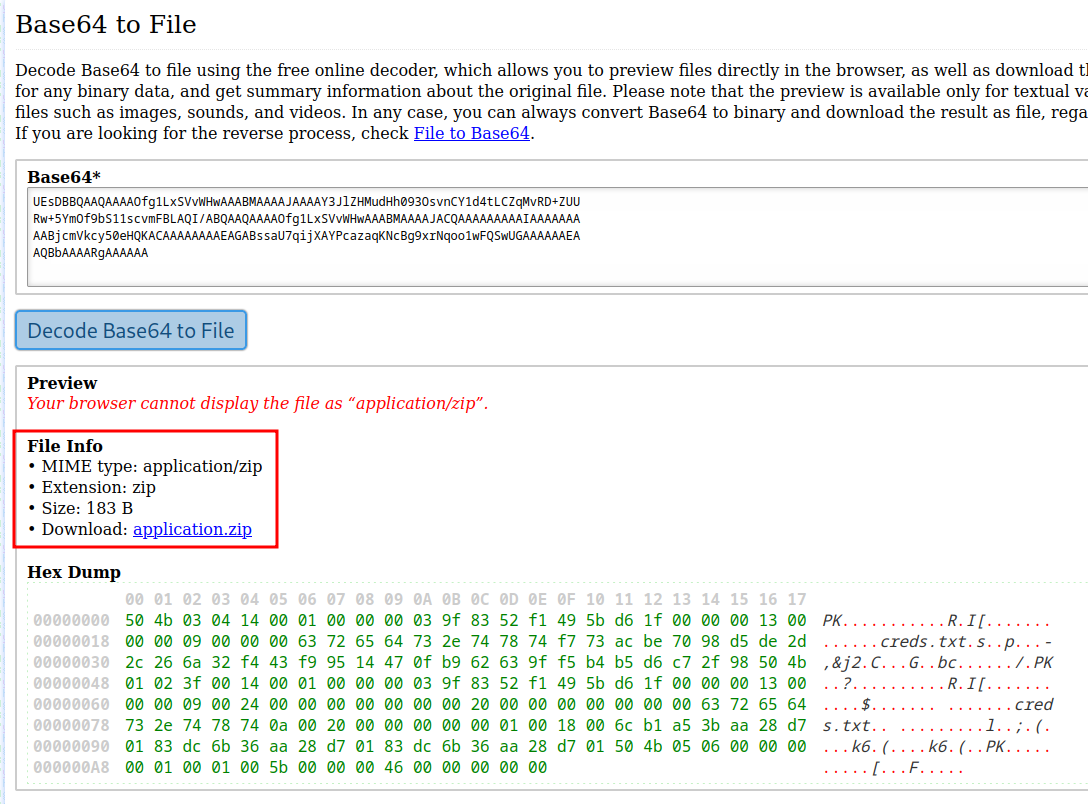 Base64 to File
Decode Base64 to file using the free online decoder, which allows you to preview files directly in the browser, as well as download
for any binary data, and get summary information about the original file. Please note that the preview is available only for textual
files such as images, sounds, and videos. In any case, you can always convert Base64 to binary and download the result as file,
If you are looking for the reverse process, check File to Base64.
Base64*
UEsDBBQAAQAAAAOfg1LxSVvWHwAAABMAAAAJAAAAY3JlZHMudHh093OsvnCY1d4tLCZqMvRD+ZUU
Rw+5YmOf9bS11scvmFBLAQI/ABQAAQAAAAOfg1LxSVvWHwAAABMAAAAJACQAAAAAAAAAIAAAAAAA
AABjcmVkcy50eHQKACAAAAAAAAEAGABssaU7qijXAYPcazaqKNcBg9xrNqoo1wFQSwUGAAAAAAEA
AQBbAAAARgAAAAAA
Decode Base64 to File
Preview
Your browser cannot display the file as “application/zip”.
File Info
• MIME type: application/zip
• Extension: zip
• Size: 183 B
• Download: application.zip
Hex Dump
00 01 02 03 04 05 06 07 08 09 0A 0B 0C 0D 0E 0F 10 11 12 13 14 15 16 17
00000000 50 4b 03 04 14 00 01 00 00 00 03 9f 83 52 f1 49 5b d6 1f 00 00 00 13 00 PK...........R.I[.......
00000018 00 00 09 00 00 00 63 72 65 64 73 2e 74 78 74 f7 73 ac be 70 98 d5 de 2d ......creds.txt.s..p...-
00000030 2c 26 6a 32 f4 43 f9 95 14 47 0f b9 62 63 9f f5 b4 b5 d6 c7 2f 98 50 4b ,&j2.C...G..bc....../.PK
00000048 01 02 3f 00 14 00 01 00 00 00 03 9f 83 52 f1 49 5b d6 1f 00 00 00 13 00 ..?..........R.I[.......
00000060 00 00 09 00 24 00 00 00 00 00 00 00 20 00 00 00 00 00 00 00 63 72 65 64 ....$....... .......cred
00000078 73 2e 74 78 74 0a 00 20 00 00 00 00 00 01 00 18 00 6c b1 a5 3b aa 28 d7 s.txt.. .........l..;.(.
00000090 01 83 dc 6b 36 aa 28 d7 01 83 dc 6b 36 aa 28 d7 01 50 4b 05 06 00 00 00 ...k6.(....k6.(..PK.....
000000A8 00 01 00 01 00 5b 00 00 00 46 00 00 00 00 00 .....[...F.....